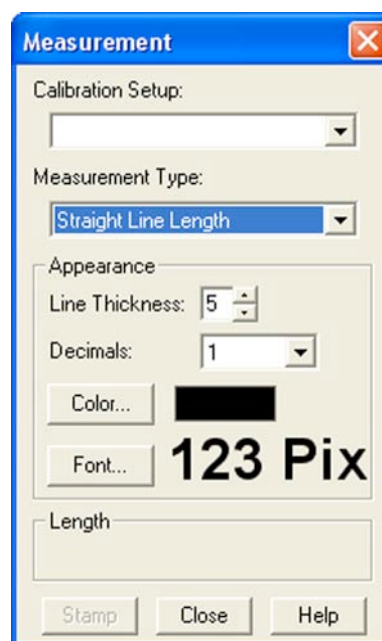 Measurement
Calibration Setup:
Measurement Type:
Straight Line Length
Appearance
Line Thickness: 5
Decimals: 1
Color...
Font... 123 Pix
Length
Stamp Close Help